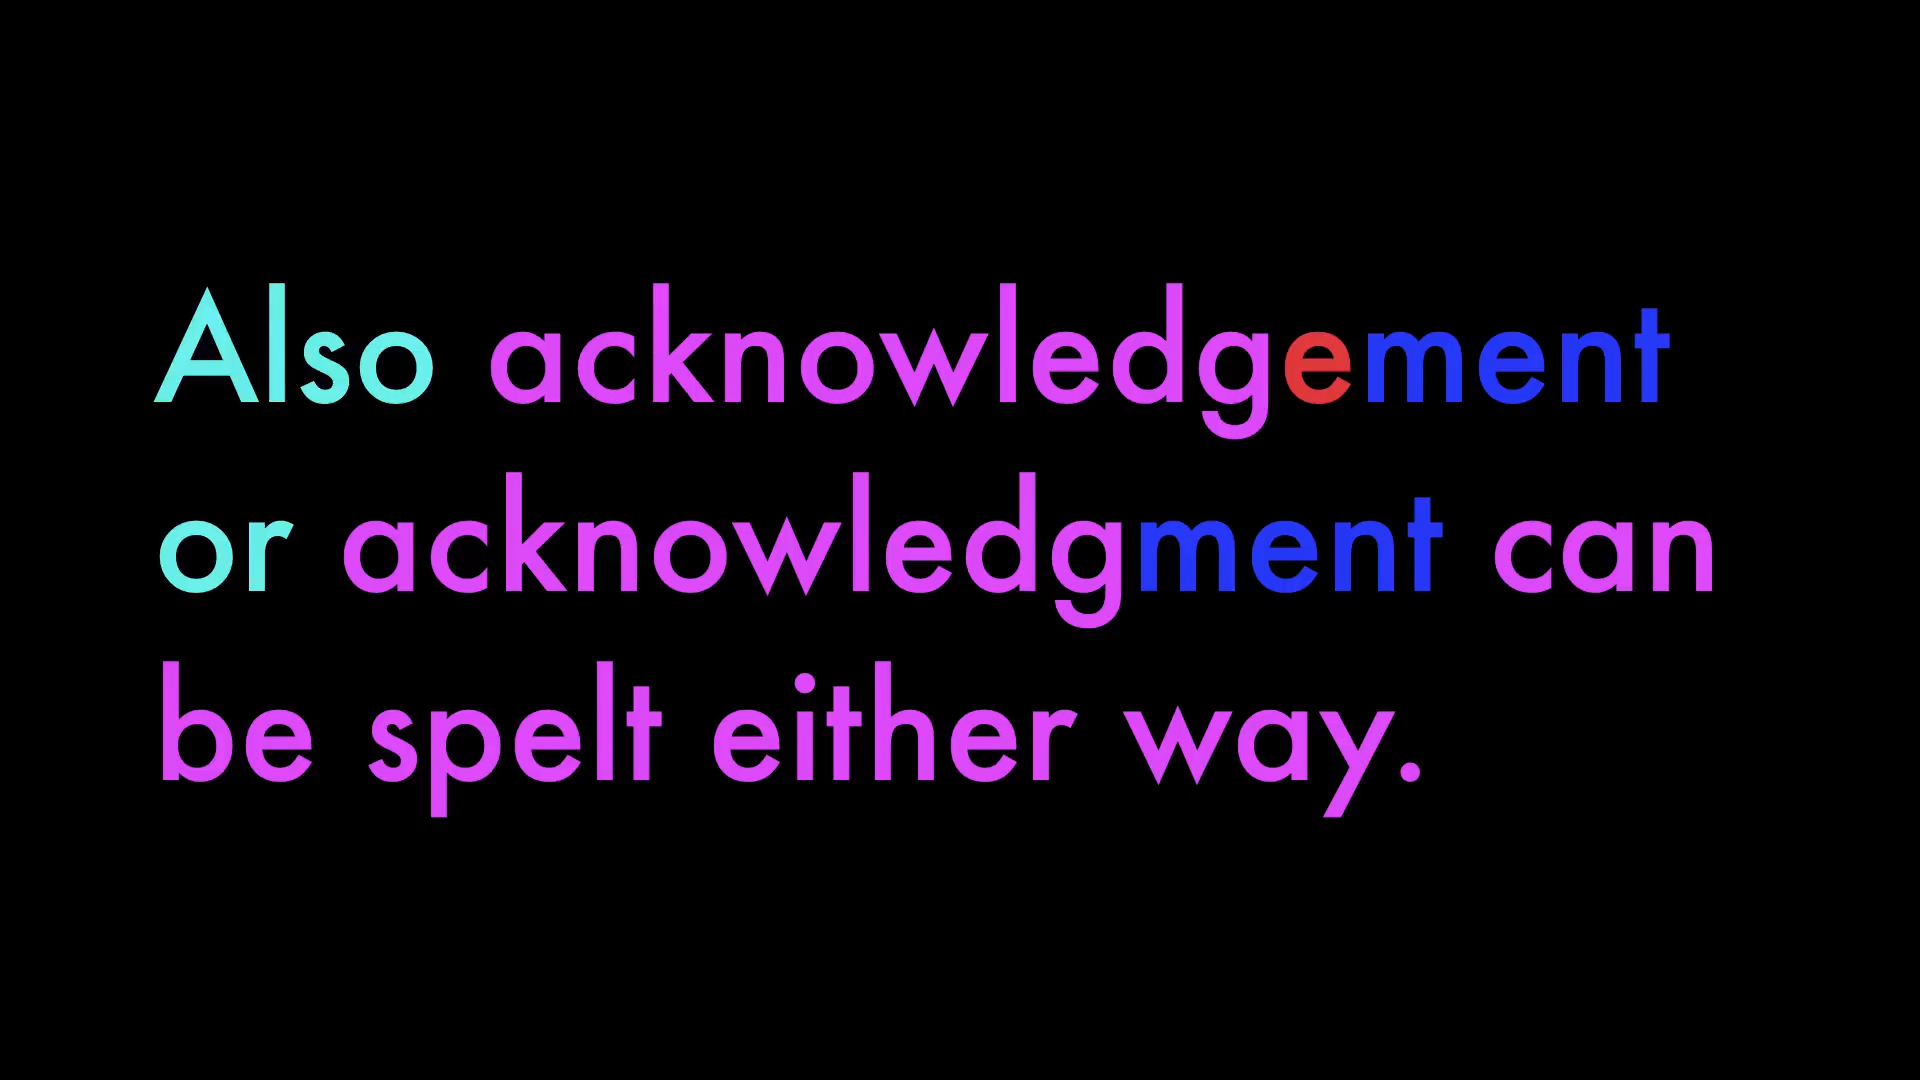 Also acknowledgement
or acknowledgment can
be spelt either way.